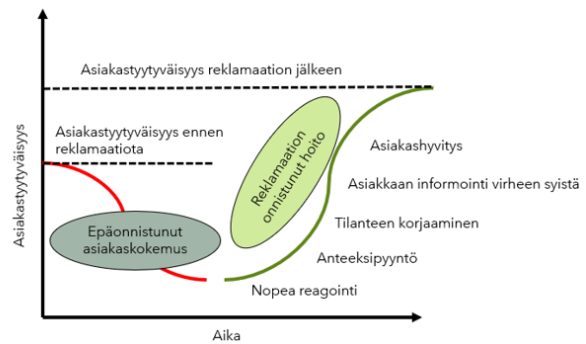 Asiakastyytyväisyys reklamaation jälkeen
Asiakastyytyväisyys ennen
reklamaatiota
Asiakastyytyväisyys
Epäonnistunut
asiakaskokemus
Reklamaation
onnistunut hoito
Asiakashyvitys
Asiakkaan informointi virheen syistä
Tilanteen korjaaminen
Anteeksipyyntö
Nopea reagointi
Aika